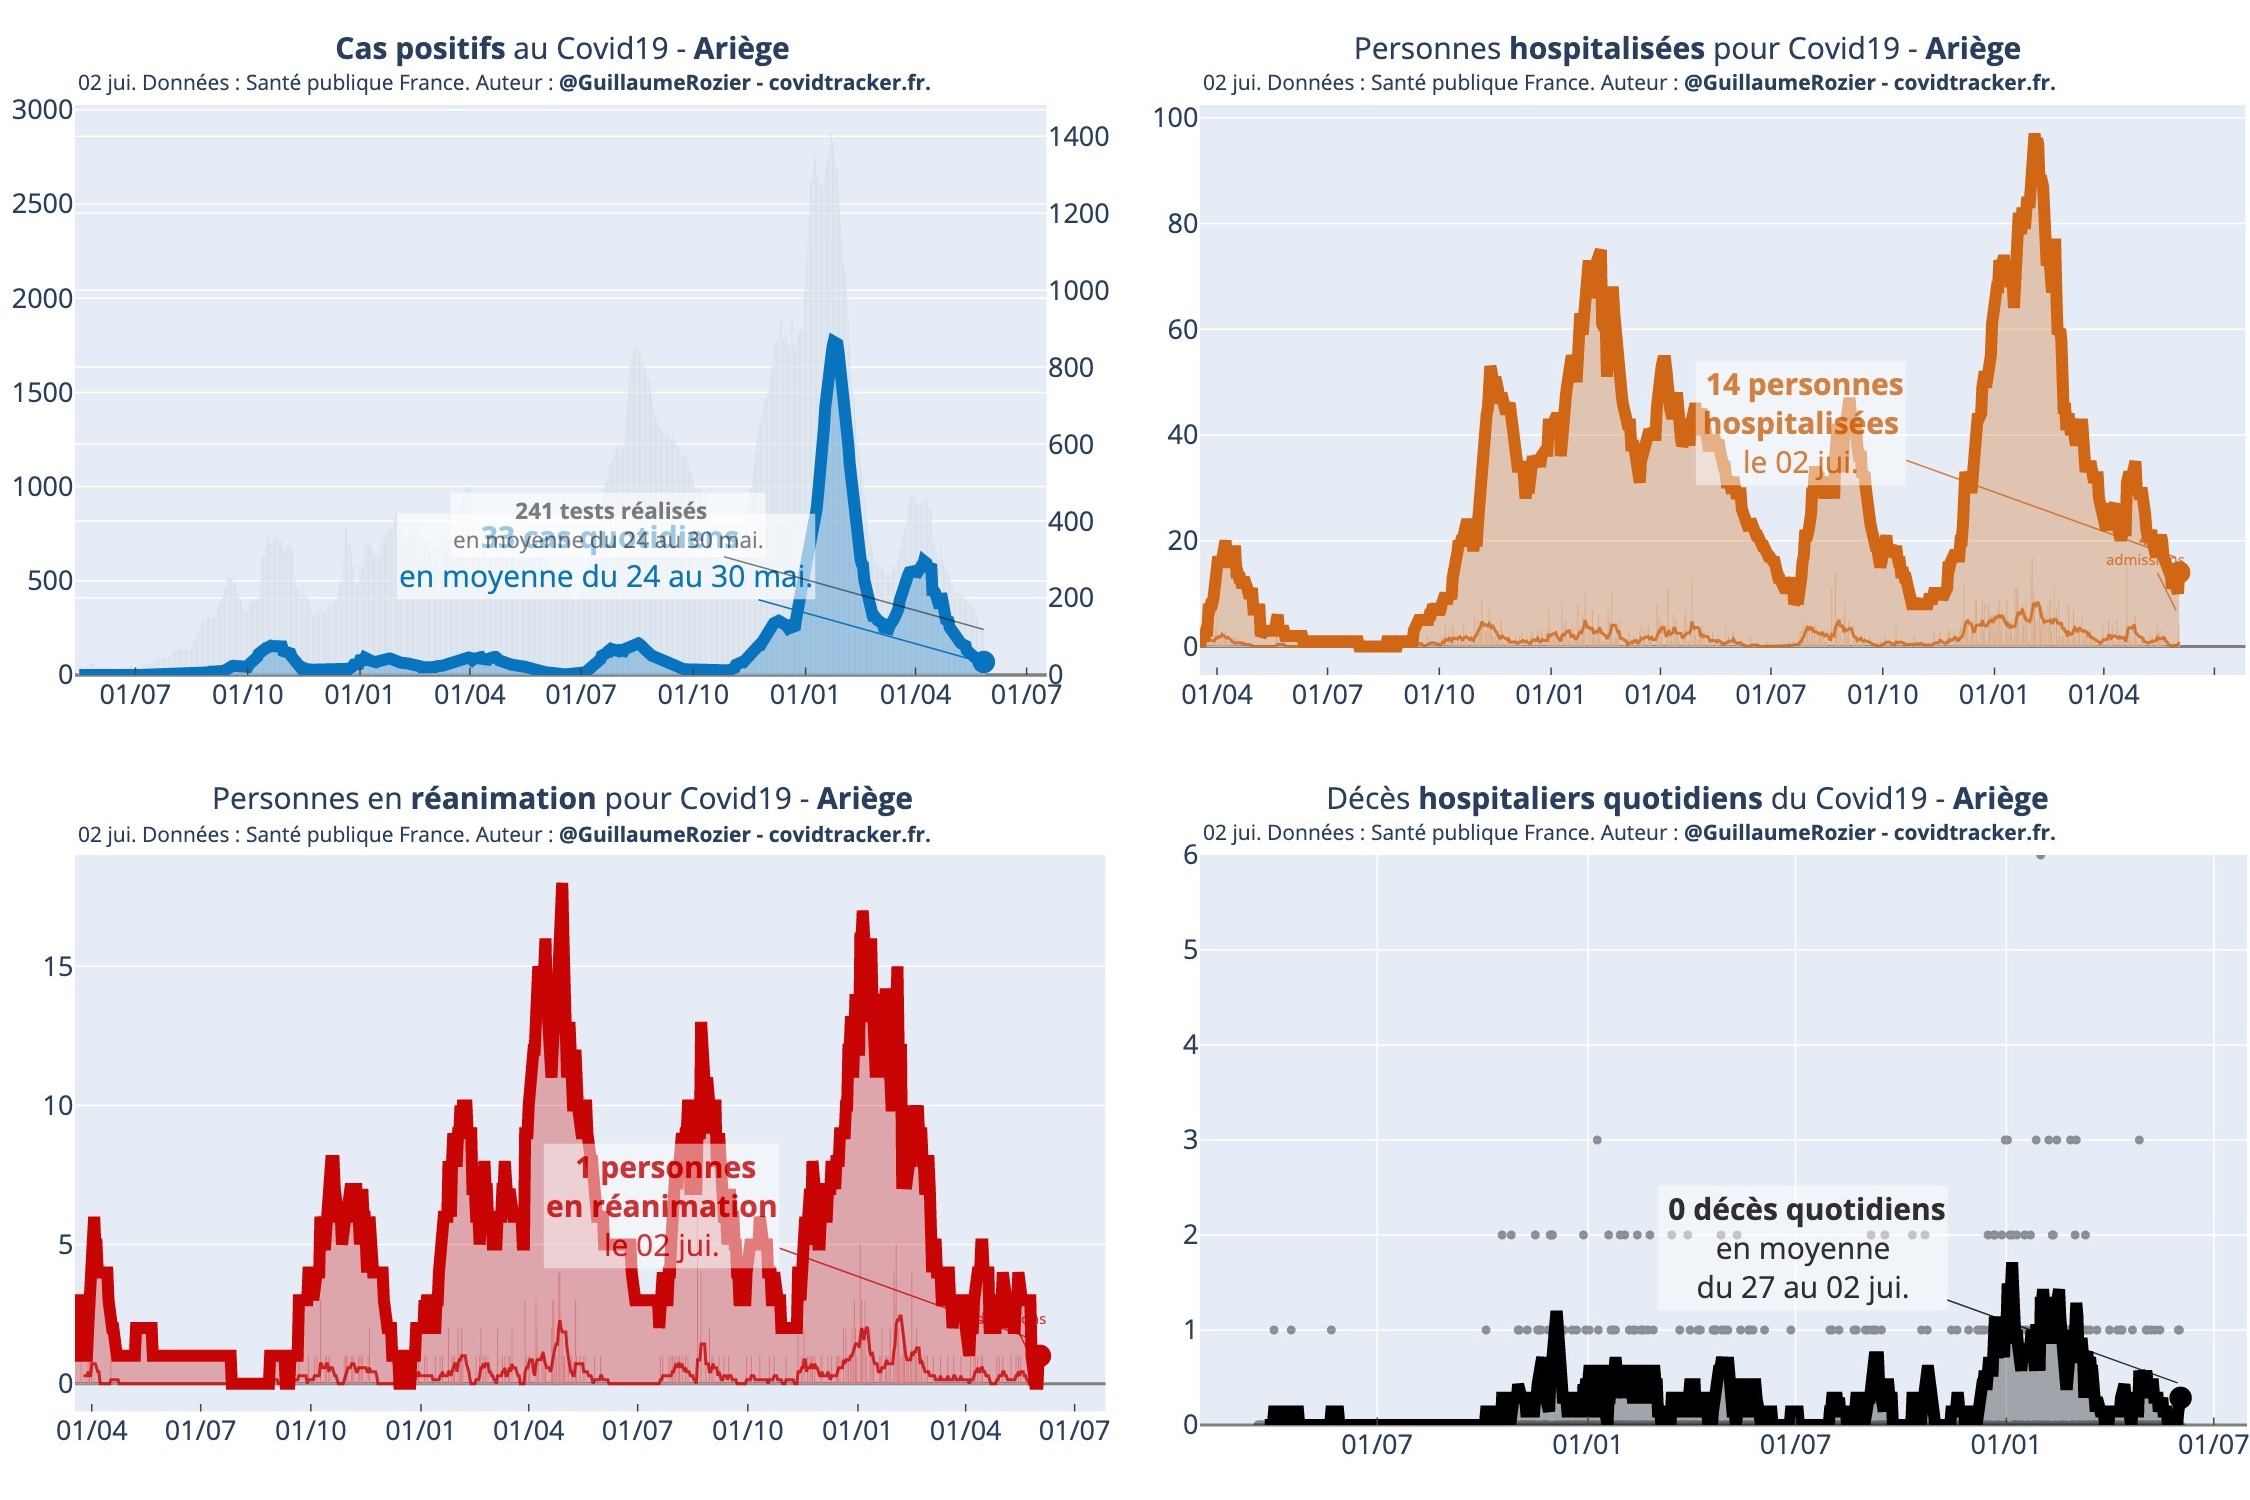 Cas positifs au Covid19 - Ariège
02 jui. Données : Santé publique France. Auteur : @GuillaumeRozier - covidtracker.fr.
3000
2500
2000
1500
1000
500
0
1400
1200
1000
800
600
400
200
0
241 tests réalisés
en moyenne du 24 au 30 mai.
33 cas quotidiens
en moyenne du 24 au 30 mai.
01/07 01/10 01/01 01/04 01/07 01/10 01/01 01/04 01/07
Personnes hospitalisées pour Covid19 - Ariège
02 jui. Données : Santé publique France. Auteur : @GuillaumeRozier - covidtracker.fr.
100
80
60
40
20
0
14 personnes
hospitalisées
le 02 jui.
admissions
01/04 01/07 01/10 01/01 01/04 01/07 01/10 01/01 01/04
Personnes en réanimation pour Covid19 - Ariège
02 jui. Données : Santé publique France. Auteur : @GuillaumeRozier - covidtracker.fr.
15
10
5
0
1 personnes
en réanimation
le 02 jui.
01/04 01/07 01/10 01/01 01/04 01/07 01/10 01/01 01/04 01/07
Décès hospitaliers quotidiens du Covid19 - Ariège
02 jui. Données : Santé publique France. Auteur : @GuillaumeRozier - covidtracker.fr.
6
5
4
3
2
1
0
0 décès quotidiens
en moyenne
du 27 au 02 jui.
01/07 01/01 01/07 01/01 01/07